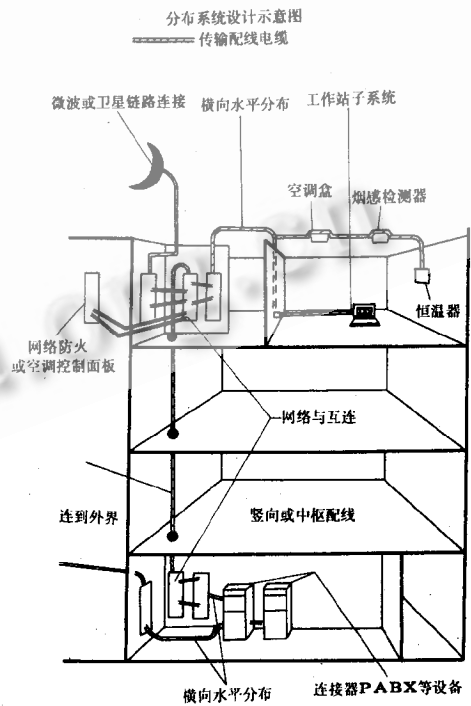 分布系统设计示意图
传输配线电缆
微波或卫星链路连接
横向水平分布
工作站子系统
空调盒
烟感检测器
恒温器
网络防火
或空调控制面板
网络与互连
连到外界
竖向或中枢配线
横向水平分布
连接器PABX等设备